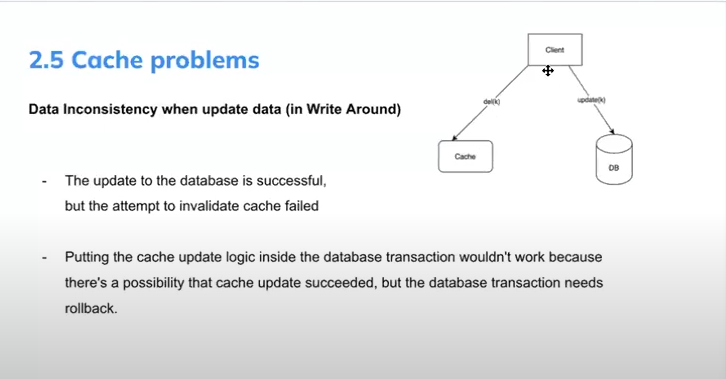 2.5 Cache problems
Client
Data Inconsistency when update data (in Write Around)
del(k)
update(k)
Cache
DB
- The update to the database is successful,
but the attempt to invalidate cache failed
- Putting the cache update logic inside the database transaction wouldn't work because
there's a possibility that cache update succeeded, but the database transaction needs
rollback.